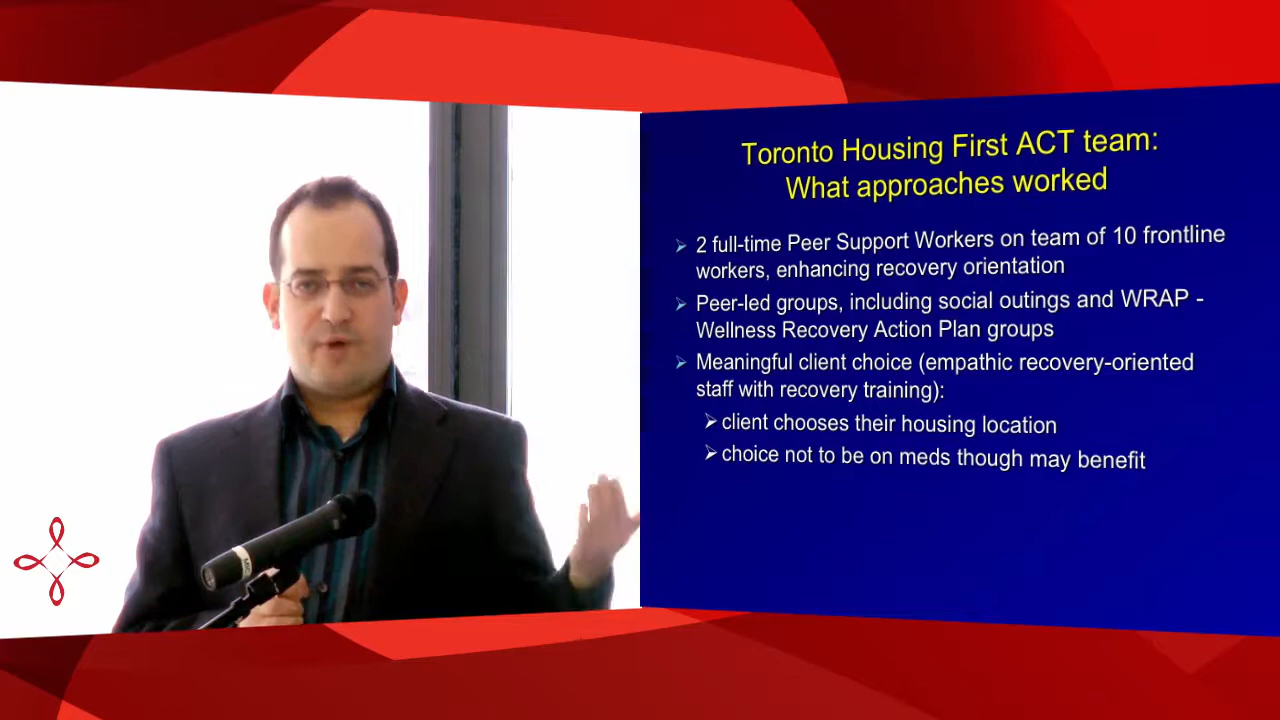 Toronto Housing First ACT team:
What approaches worked
2 full-time Peer Support Workers on team of 10 frontline
workers, enhancing recovery orientation
Peer-led groups, including social outings and WRAP -
Wellness Recovery Action Plan groups
Meaningful client choice (empathic recovery-oriented
staff with recovery training):
client chooses their housing location
choice not to be on meds though may benefit